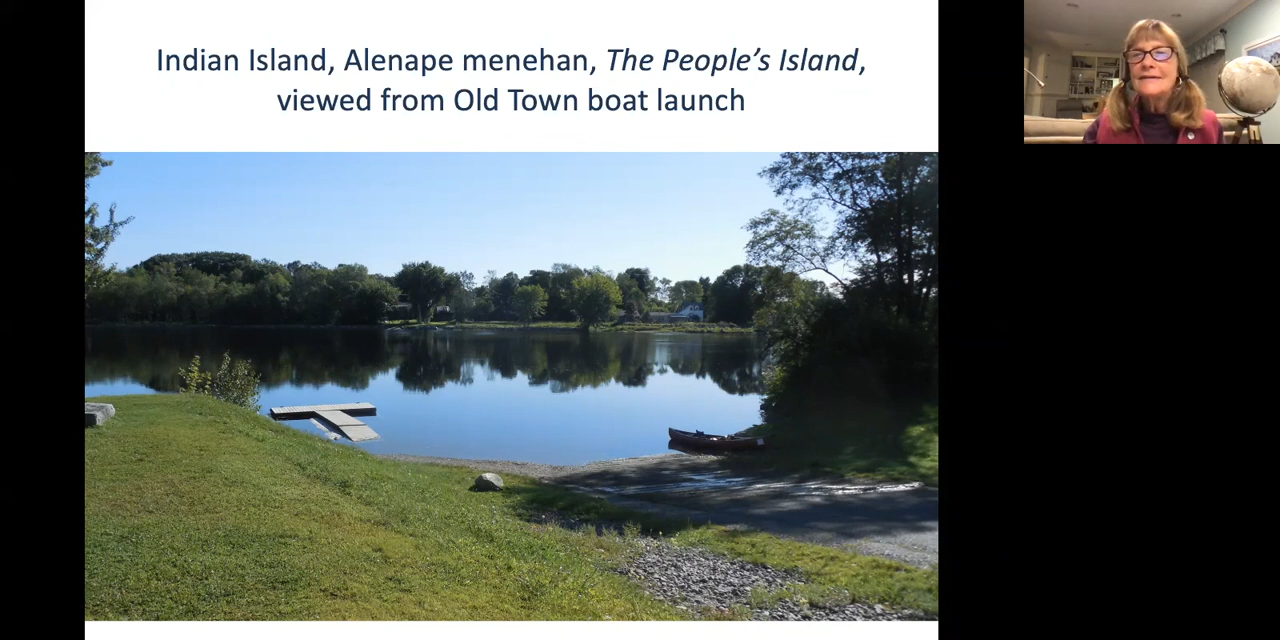 Indian Island, Alenape menehan, The People’s Island,
viewed from Old Town boat launch